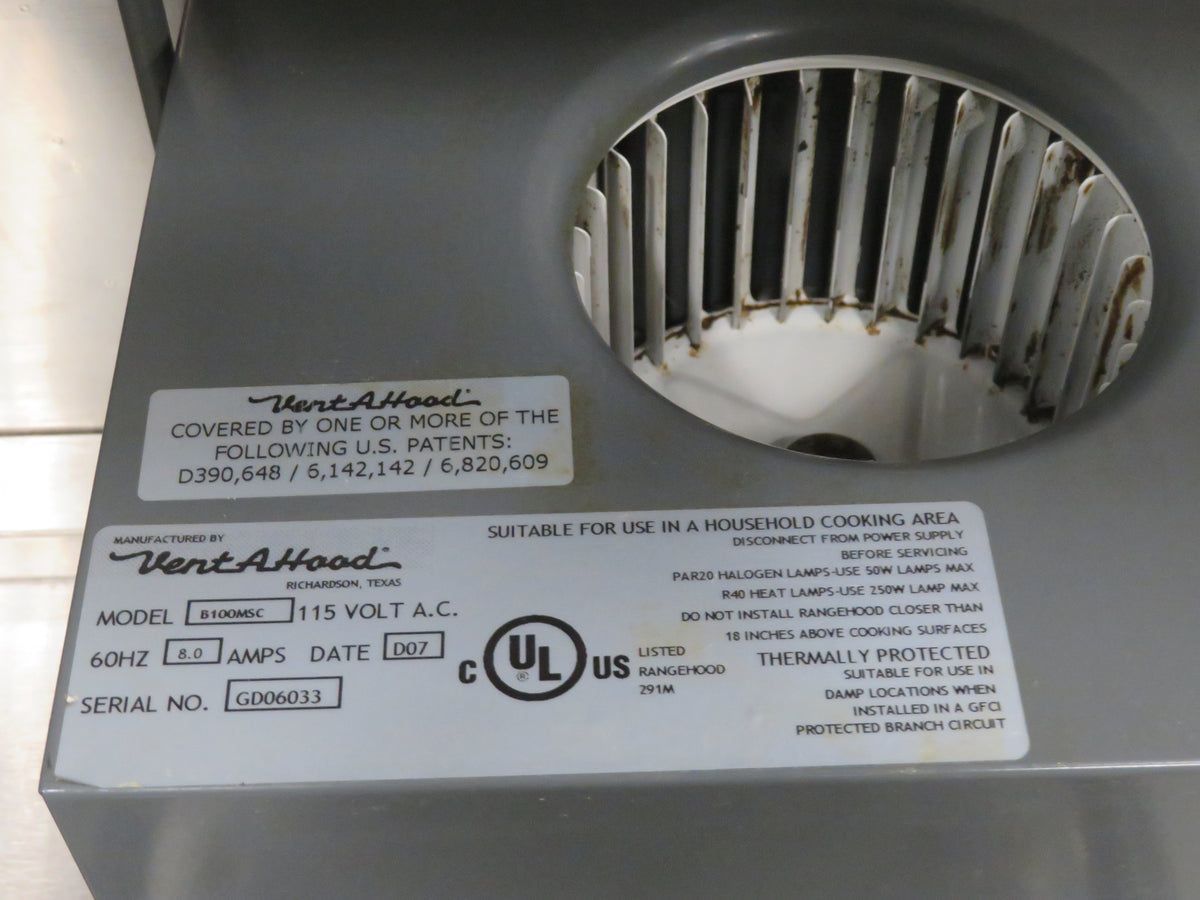 Vent-A-Hood®
COVERED BY ONE OR MORE OF THE
FOLLOWING U.S. PATENTS:
D390,648 / 6,142,142 / 6,820,609
MANUFACTURED BY
Vent-A-Hood®
RICHARDSON, TEXAS
MODEL B100MSC 115 VOLT A.C.
60HZ 8.0 AMPS DATE D07
SERIAL NO. GD06033
C UL® US
LISTED
RANGEHOOD
291M
SUITABLE FOR USE IN A HOUSEHOLD COOKING AREA
DISCONNECT FROM POWER SUPPLY
BEFORE SERVICING
PAR20 HALOGEN LAMPS-USE 50W LAMPS MAX
R40 HEAT LAMPS-USE 250W LAMP MAX
DO NOT INSTALL RANGEHOOD CLOSER THAN
18 INCHES ABOVE COOKING SURFACES
THERMALLY PROTECTED
SUITABLE FOR USE IN
DAMP LOCATIONS WHEN
INSTALLED IN A GFCI
PROTECTED BRANCH CIRCUIT